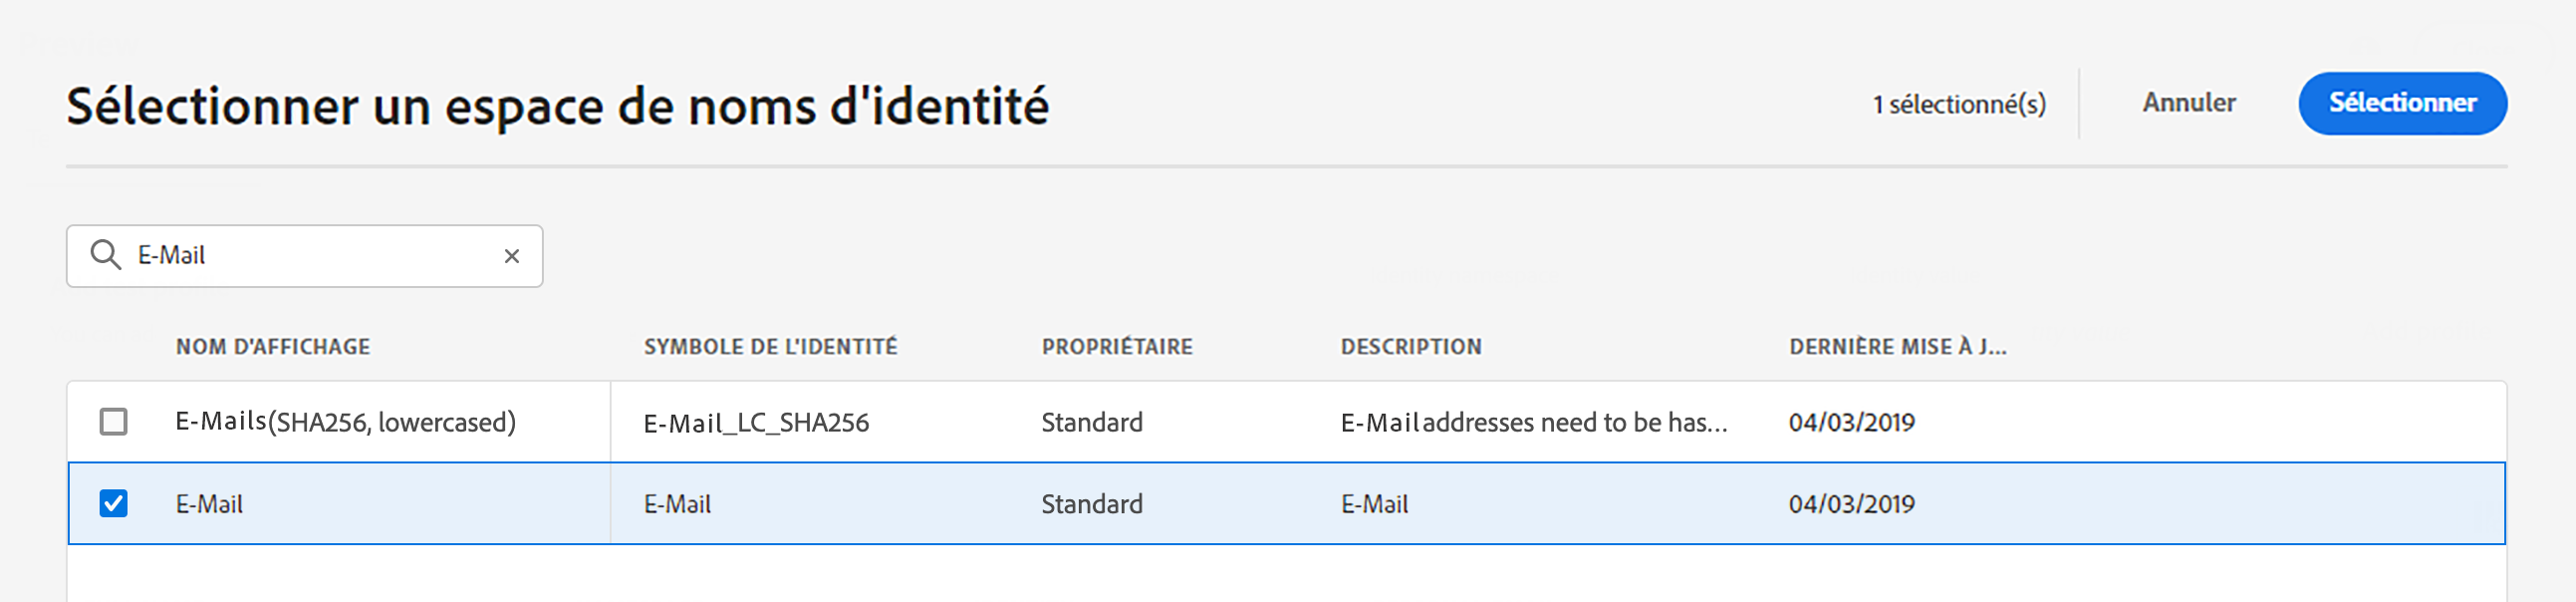 Sélectionner un espace de noms d'identité
1 sélectionné(s)
Annuler
Sélectionner
E-Mail
NOM D'AFFICHAGE SYMBOLE DE L'IDENTITÉ PROPRIÉTAIRE DESCRIPTION DERNIÈRE MISE À J...
E-Mails(SHA256, lowercased) E-Mail_LC_SHA256 Standard E-Mail addresses need to be has... 04/03/2019
E-Mail E-Mail Standard E-Mail 04/03/2019